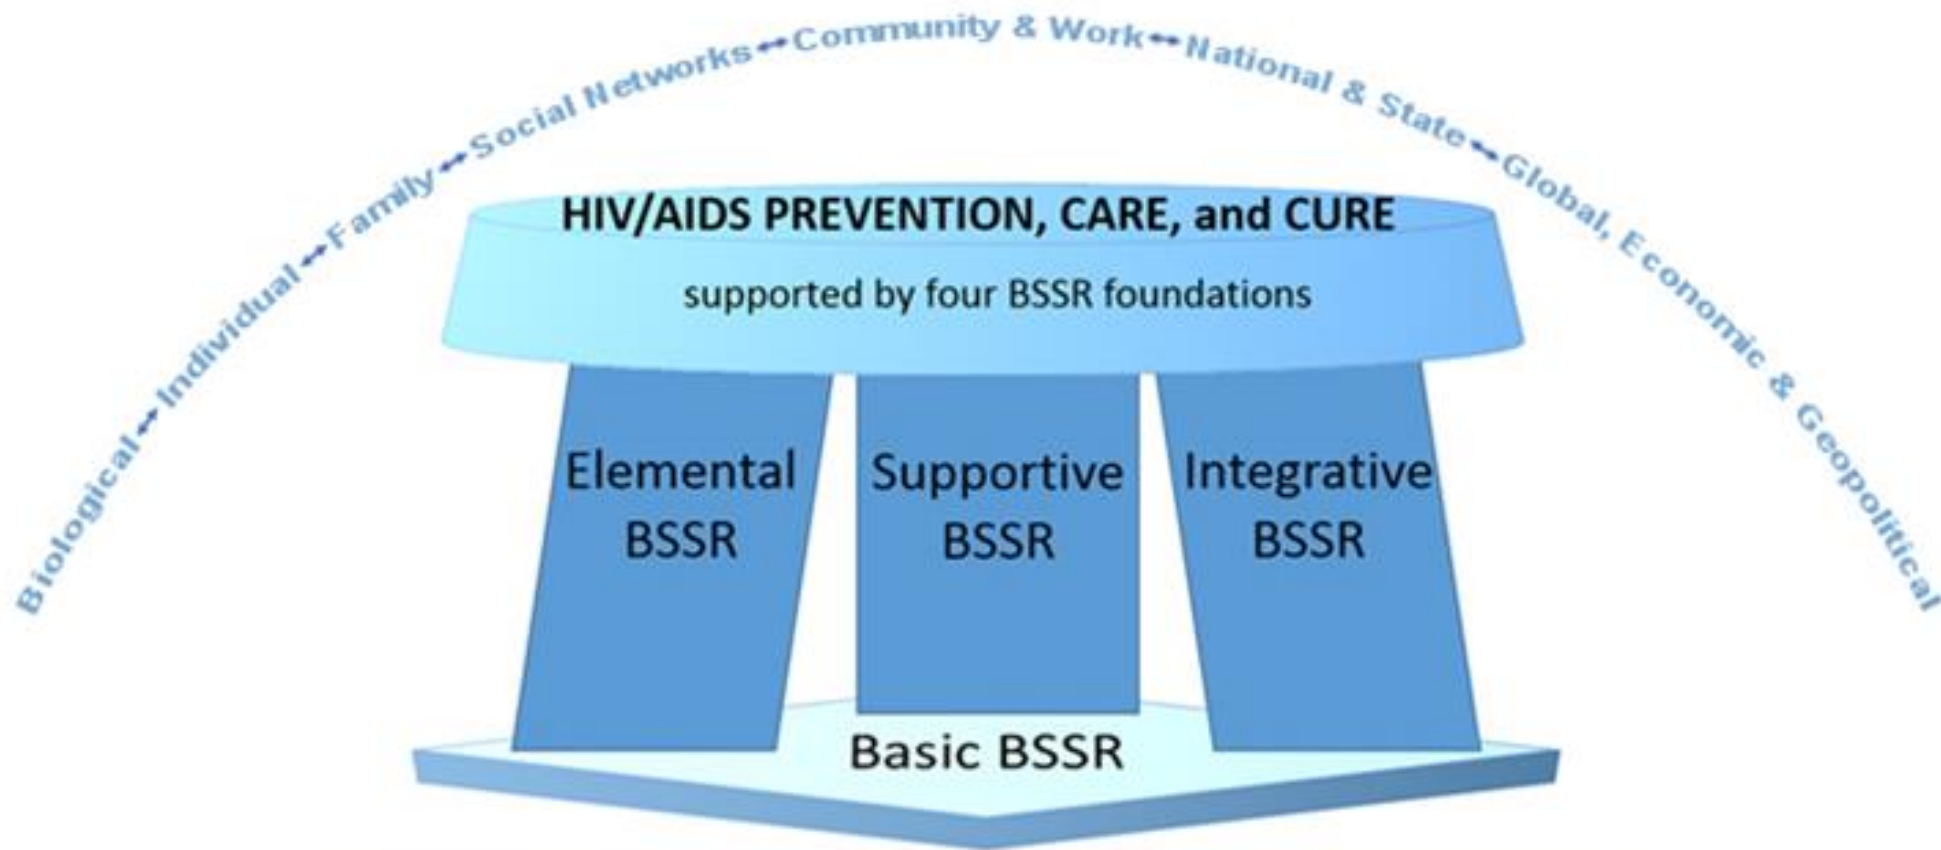 Biological↔Individual↔Family↔Social Networks↔Community & Work↔National & State↔Global, Economic & Geopolitical
HIV/AIDS PREVENTION, CARE, and CURE
supported by four BSSR foundations
Elemental
BSSR
Supportive
BSSR
Integrative
BSSR
Basic BSSR